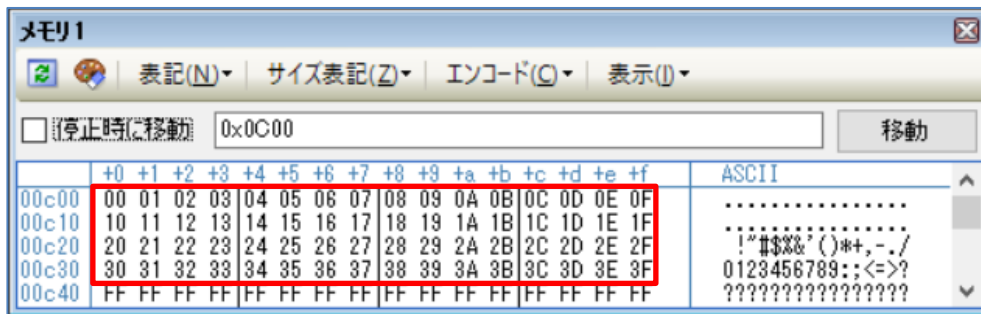 メモリ1
表記(N)▾ サイズ表記(Z)▾ エンコード(C)▾ 表示(I)▾
停止時に移動 0x0C00 移動
+0 +1 +2 +3 +4 +5 +6 +7 +8 +9 +a +b +c +d +e +f ASCII
00c00 00 01 02 03 04 05 06 07 08 09 0A 0B 0C 0D 0E 0F ................
00c10 10 11 12 13 14 15 16 17 18 19 1A 1B 1C 1D 1E 1F ................
00c20 20 21 22 23 24 25 26 27 28 29 2A 2B 2C 2D 2E 2F !"#$%&'()*+,-./
00c30 30 31 32 33 34 35 36 37 38 39 3A 3B 3C 3D 3E 3F 0123456789:;<=>?
00c40 FF FF FF FF FF FF FF FF FF FF FF FF FF FF FF FF ????????????????